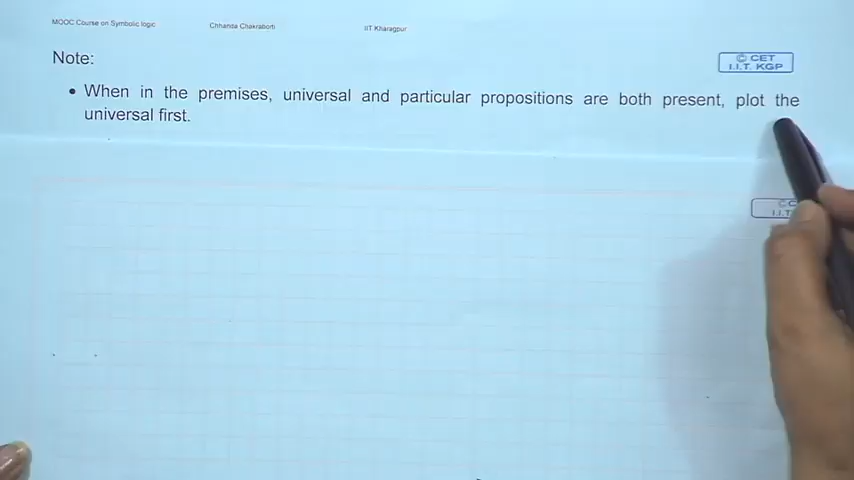 MOOC Course on Symbolic logic Chhanda Chakraborti IIT Kharagpur
Note:
© CET
I.I.T. KGP
• When in the premises, universal and particular propositions are both present, plot the
universal first.
© C
I.I.T